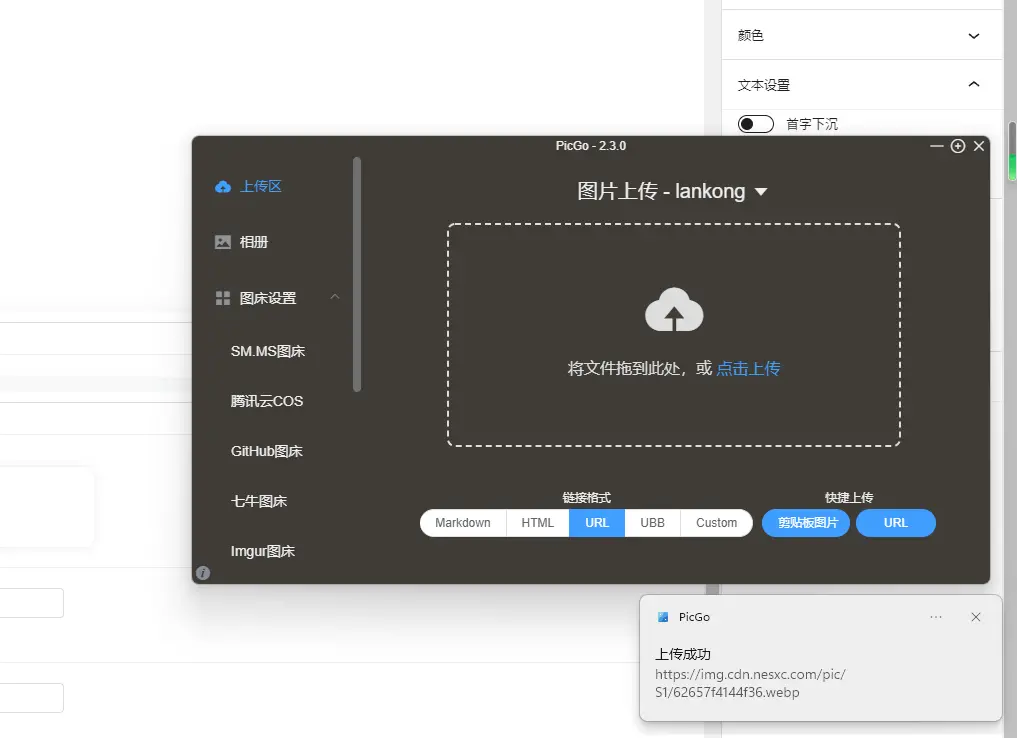 颜色
文本设置
首字下沉
PicGo - 2.3.0
上传区
相册
图床设置
SM.MS图床
腾讯云COS
GitHub图床
七牛图床
Imgur图床
图片上传 - lankong
将文件拖到此处，或 点击上传
链接格式
Markdown HTML URL UBB Custom
快捷上传
剪贴板图片 URL
PicGo
上传成功
https://img.cdn.nesxc.com/pic/
S1/62657f4144f36.webp